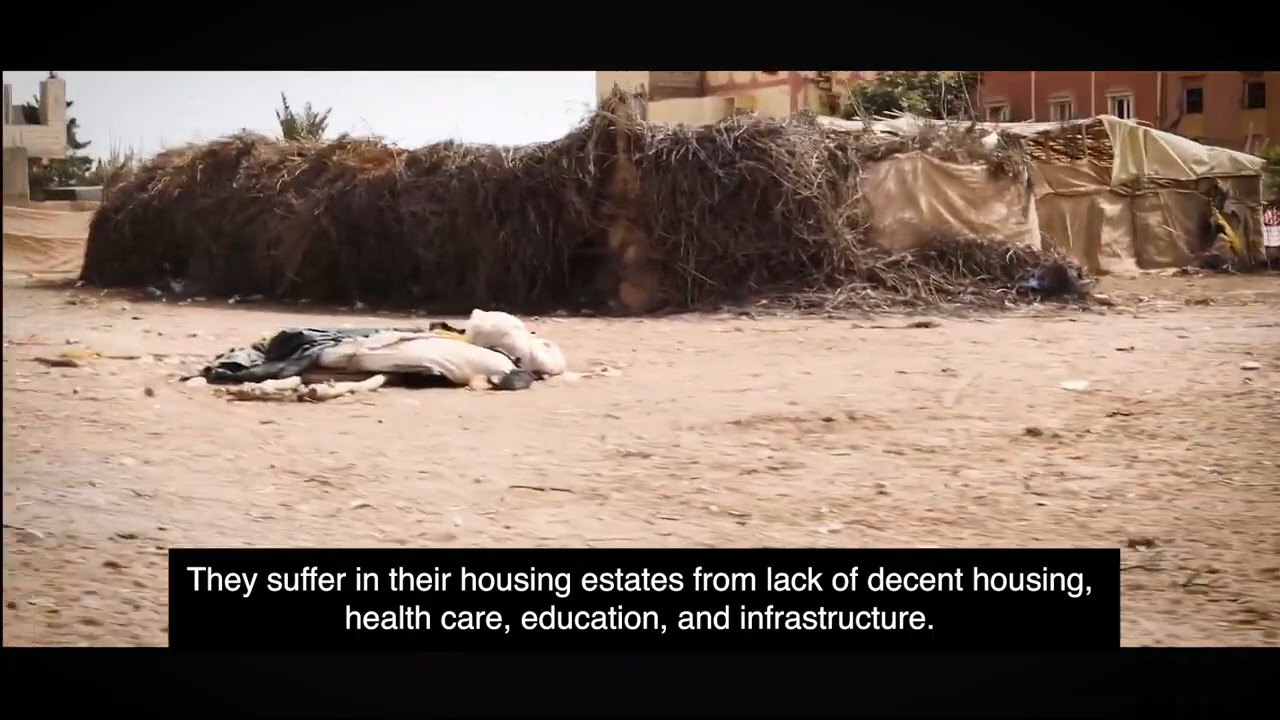 They suffer in their housing estates from lack of decent housing,
health care, education, and infrastructure.